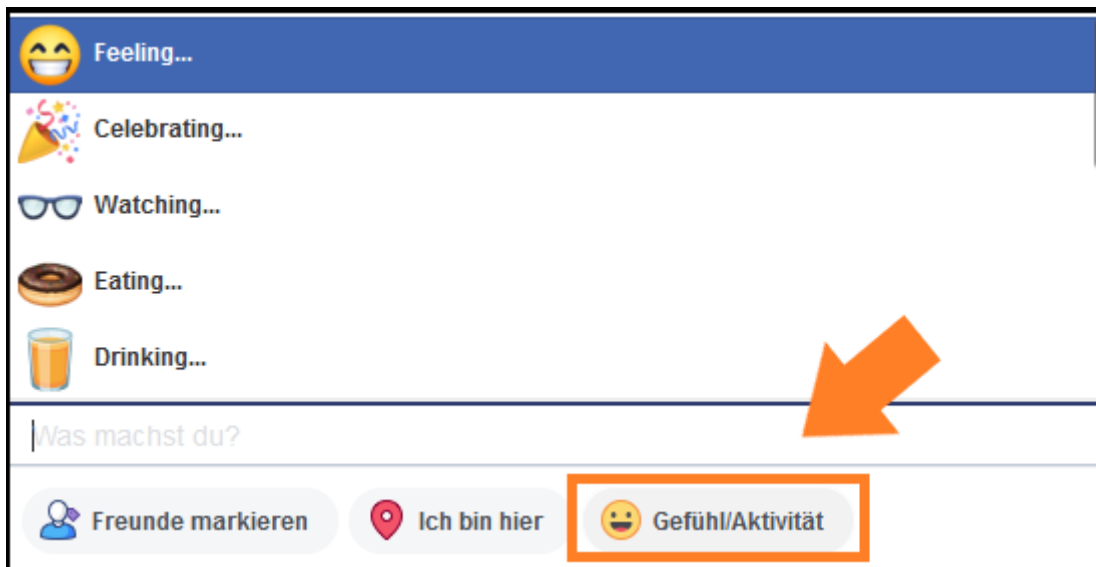 Feeling...
Celebrating...
Watching...
Eating...
Drinking...
Was machst du?
Freunde markieren Ich bin hier Gefühl/Aktivität